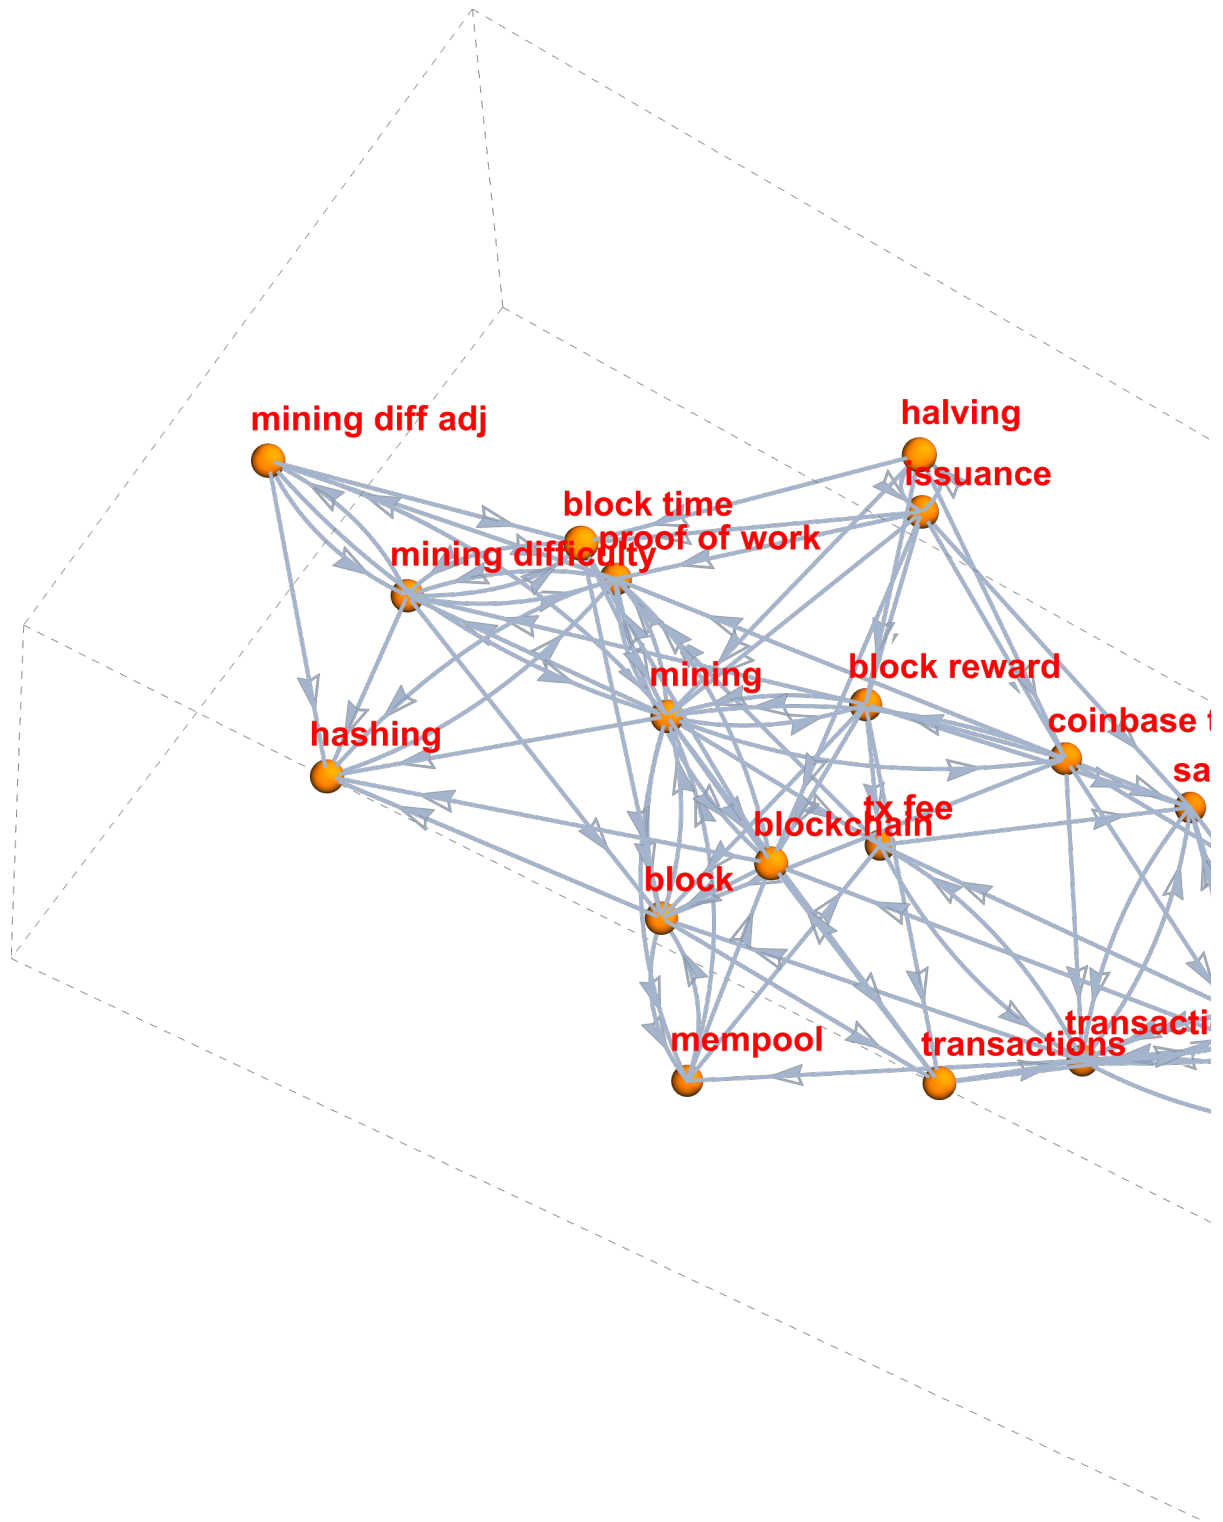 halving
mining diff adj
issuance
block time
proof of work
mining difficulty
block reward
mining
coinbase t
hashing
sa
tx fee
blockchain
block
transacti
mempool
transactions